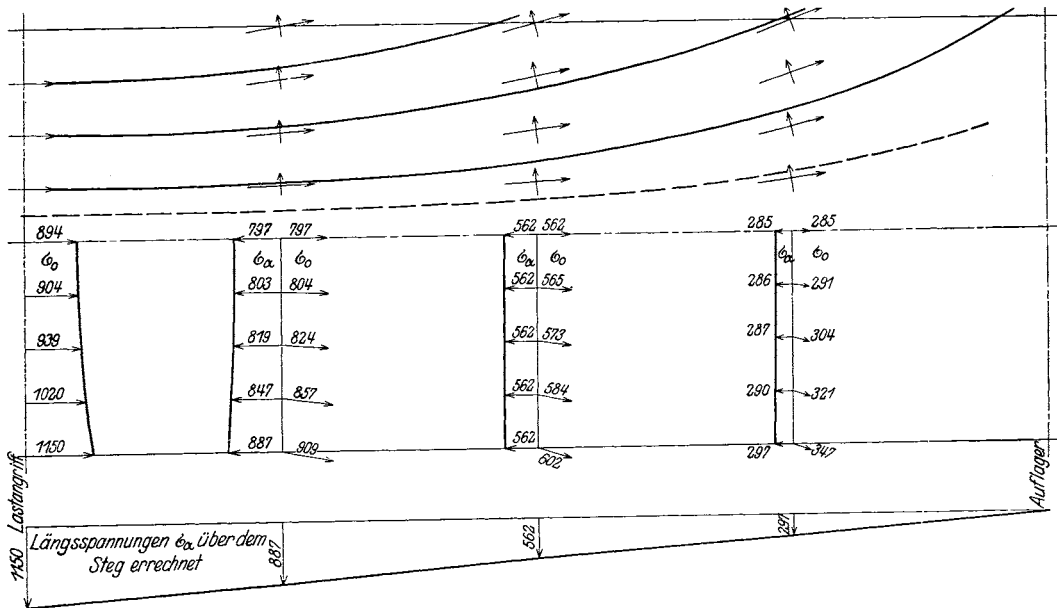 894 797 797 562 562 285 285
σ₀ σα σ₀ σα σ₀ σα σ₀
904 803 804 562 565 286 291
939 819 824 562 573 287 304
1020 847 857 562 584 290 321
1150 887 909 562 602 297 347
Lastangriff
Auflager
1150
887
562
297
Längsspannungen σα über dem
Steg errechnet